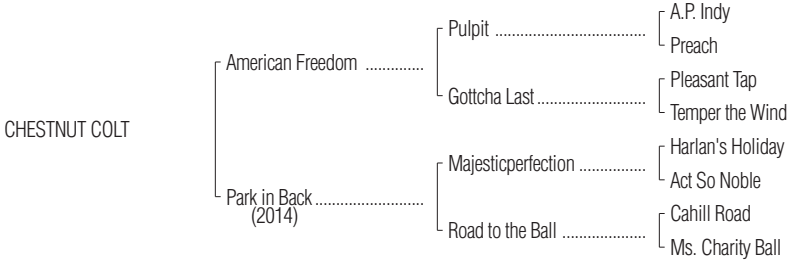 CHESTNUT COLT
American Freedom ..............
Park in Back ..........................
(2014)
Pulpit ....................................
Gottcha Last ..........................
Majesticperfection ................
Road to the Ball ....................
A.P. Indy
Preach
Pleasant Tap
Temper the Wind
Harlan's Holiday
Act So Noble
Cahill Road
Ms. Charity Ball